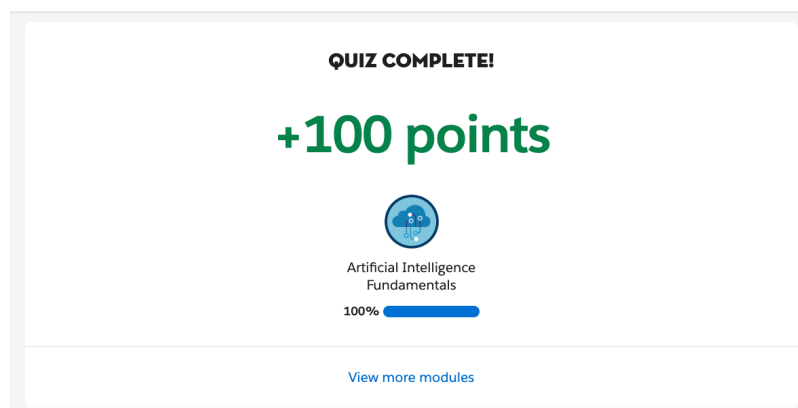 QUIZ COMPLETE!
+100 points
Artificial Intelligence
Fundamentals
100%
View more modules